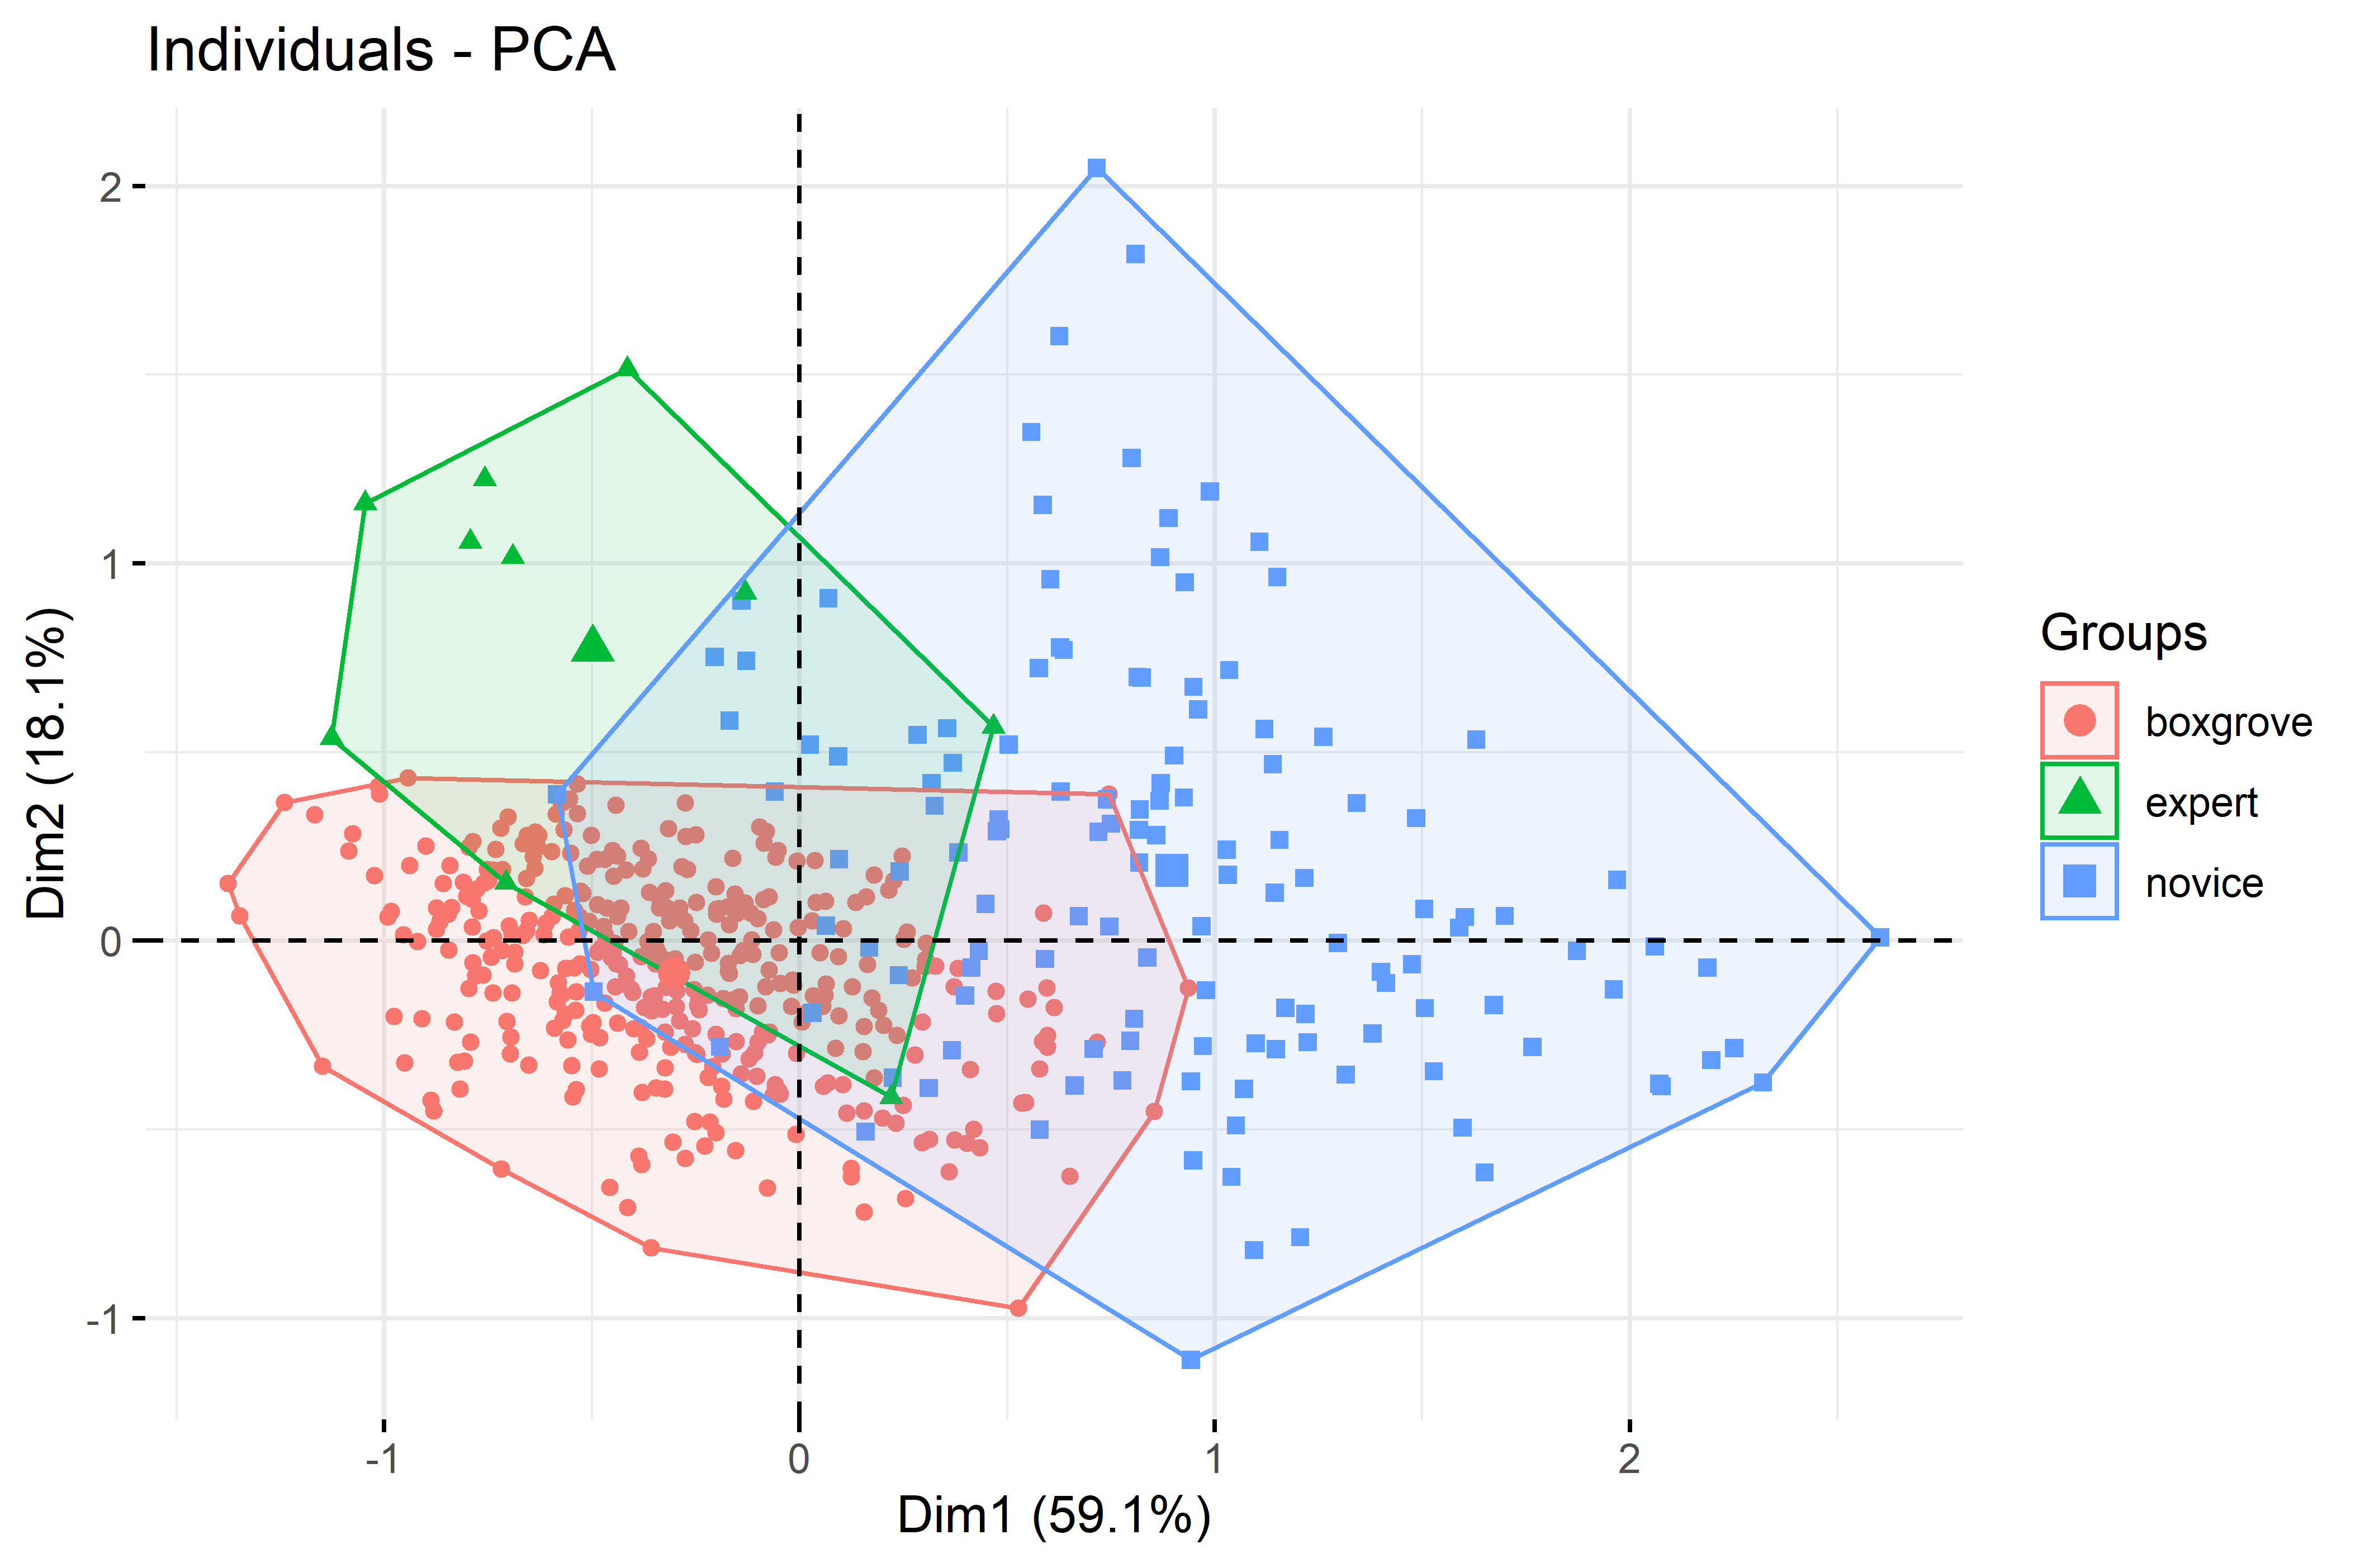 Individuals - PCA
2
1
0
-1
Dim2 (18.1%)
-1
0
1
2
Dim1 (59.1%)
Groups
boxgrove
expert
novice